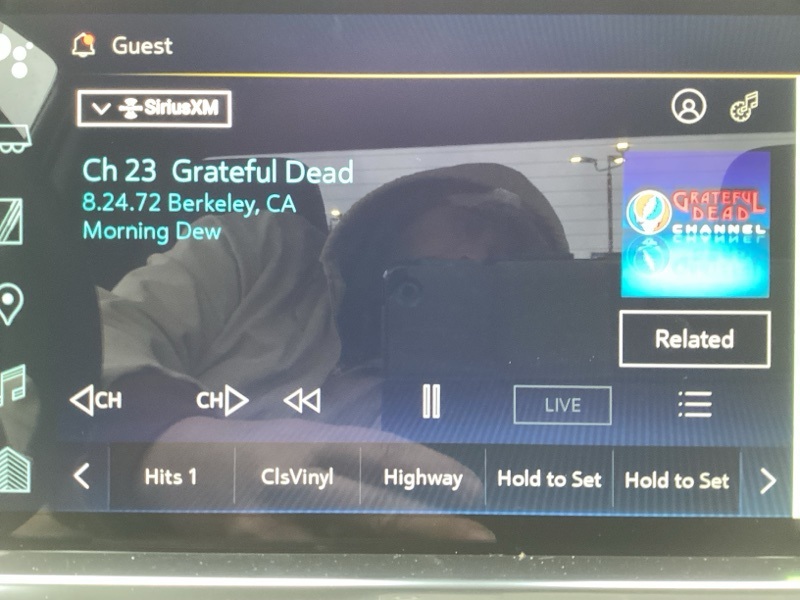 Guest
SiriusXM
Ch 23 Grateful Dead
8.24.72 Berkeley, CA
Morning Dew
GRATEFUL
DEAD
CHANNEL
Related
CH
CH
LIVE
Hits 1
ClsVinyl
Highway
Hold to Set
Hold to Set